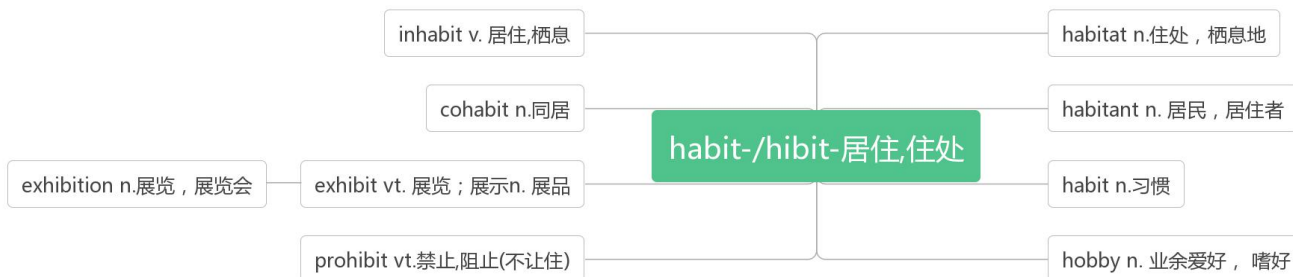 inhabit v. 居住,栖息
habitat n.住处，栖息地
cohabit n.同居
habitant n. 居民，居住者
habit-/hibit-居住,住处
exhibition n.展览，展览会
exhibit vt. 展览；展示n. 展品
habit n.习惯
prohibit vt.禁止,阻止(不让住)
hobby n. 业余爱好， 嗜好